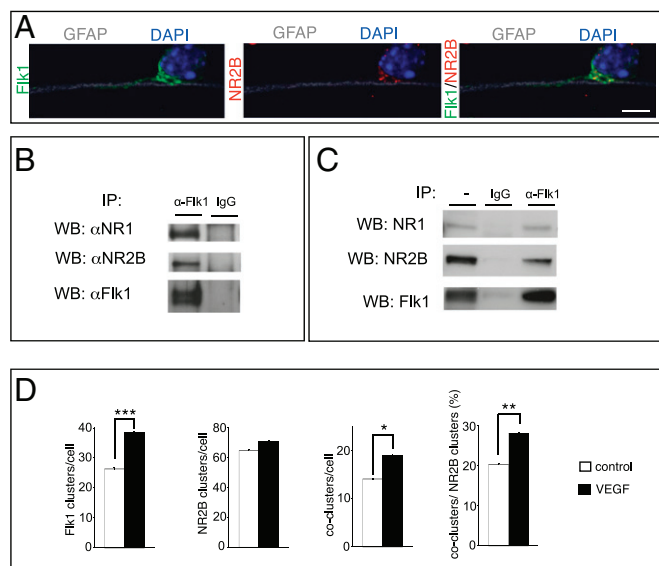 A
GFAP DAPI GFAP DAPI GFAP DAPI
Flk1
NR2B
Flk1/NR2B
B
IP: α-Flk1 IgG
WB: αNR1
WB: αNR2B
WB: αFlk1
C
IP: - IgG α-Flk1
WB: NR1
WB: NR2B
WB: Flk1
D
Flk1 clusters/cell
60
40
20
0
***
NR2B clusters/cell
80
60
40
20
0
co-clusters/cell
20
10
0
*
co-clusters/ NR2B clusters (%)
30
20
10
0
**
control
VEGF